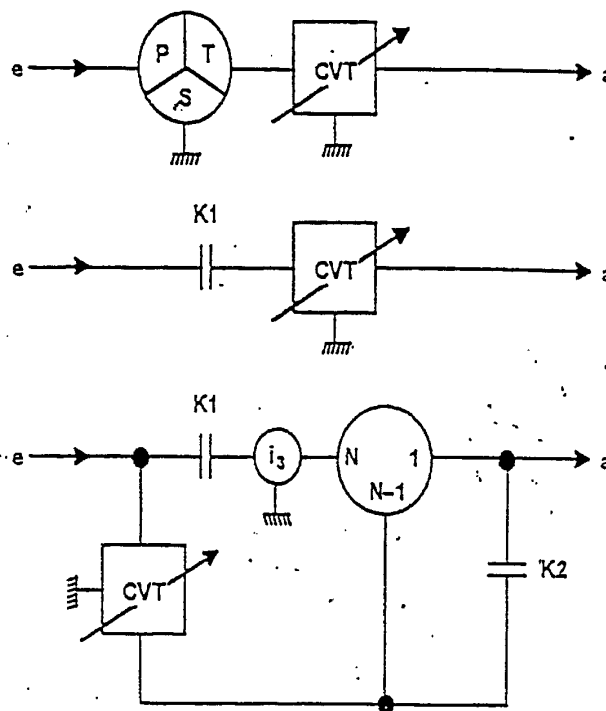 P T
S
e CVT a
K1
e CVT a
K1
e i₃ N 1 a
N-1
CVT K2